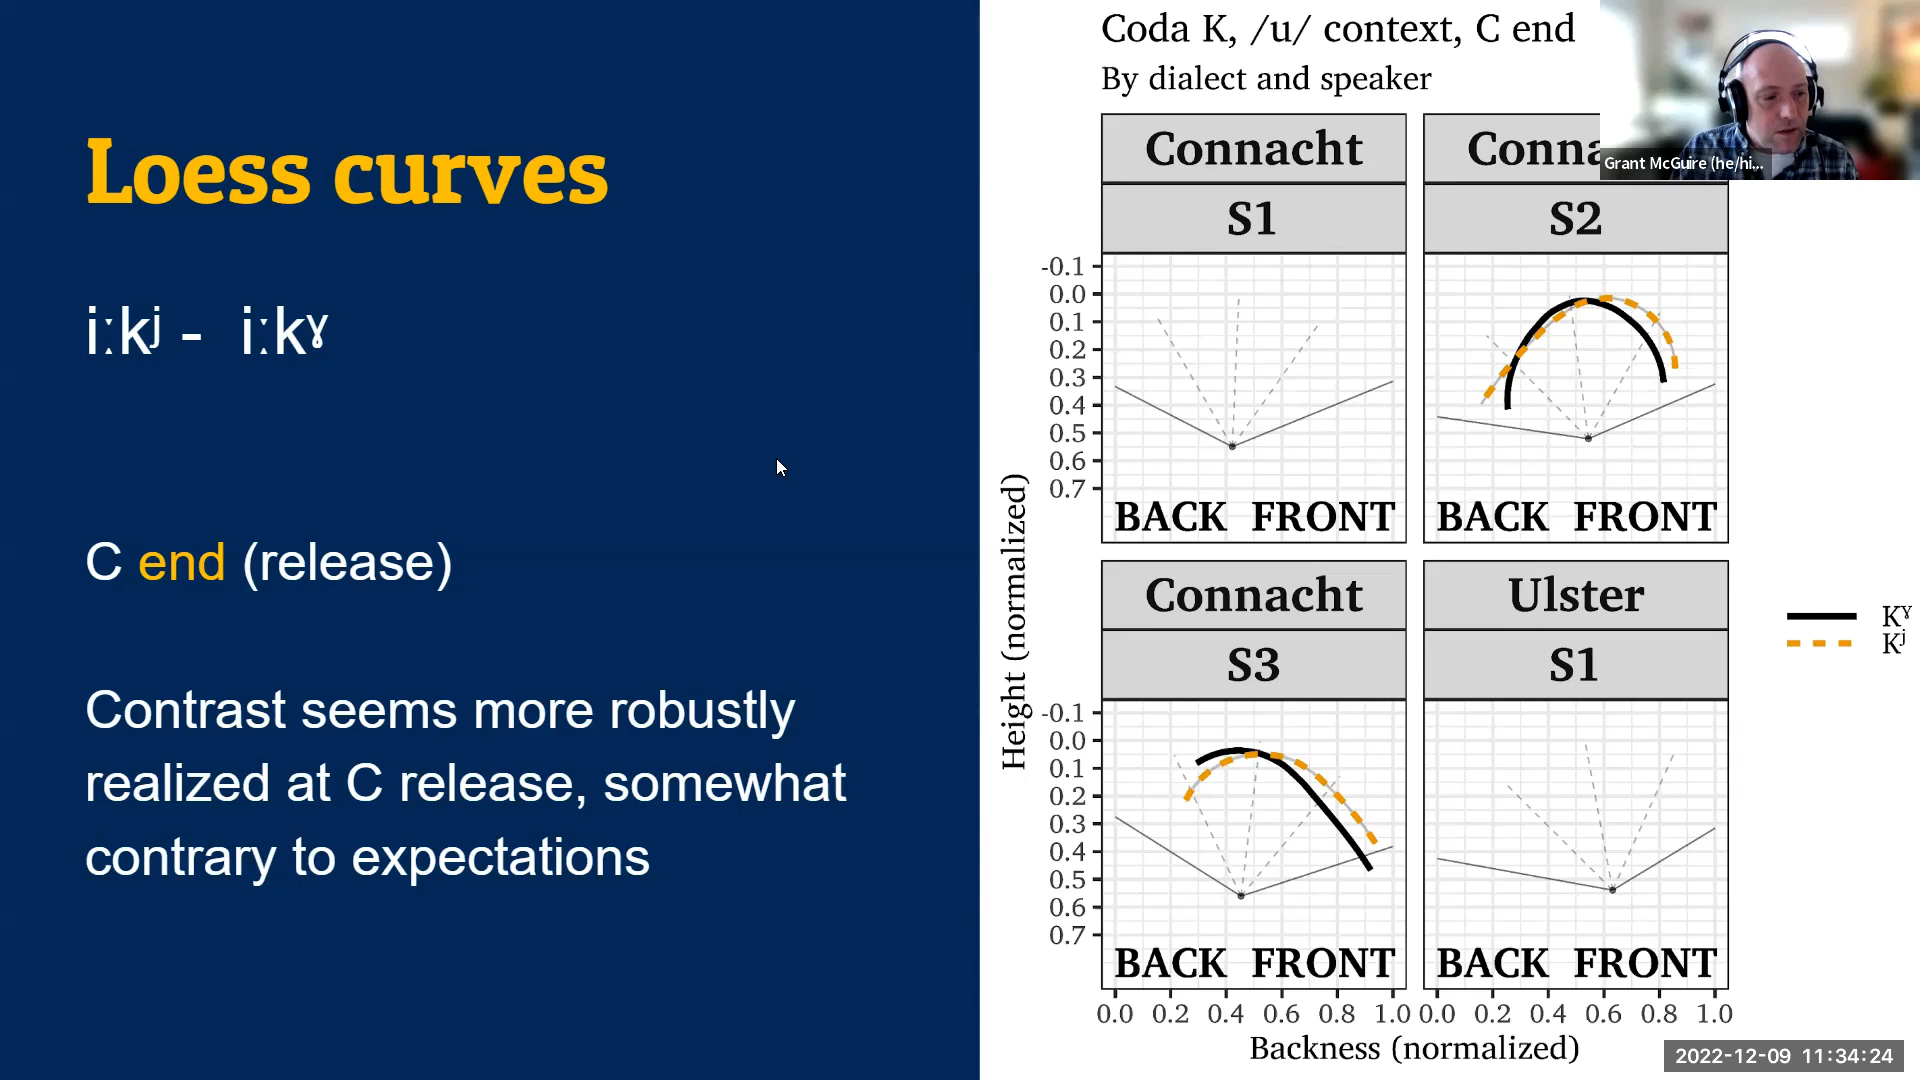 Loess curves
iːkʲ - iːkˠ
C end (release)
Contrast seems more robustly
realized at C release, somewhat
contrary to expectations
Coda K, /u/ context, C end
By dialect and speaker
Grant McGuire (he/hi...
Connacht
Conna
S1
S2
-0.1
0.0
0.1
0.2
0.3
0.4
0.5
0.6
0.7
BACK FRONT
BACK FRONT
Height (normalized)
Connacht
Ulster
S3
S1
Kˠ
Kʲ
-0.1
0.0
0.1
0.2
0.3
0.4
0.5
0.6
0.7
BACK FRONT
BACK FRONT
0.0 0.2 0.4 0.6 0.8 1.0
0.0 0.2 0.4 0.6 0.8 1.0
Backness (normalized)
2022-12-09 11:34:24